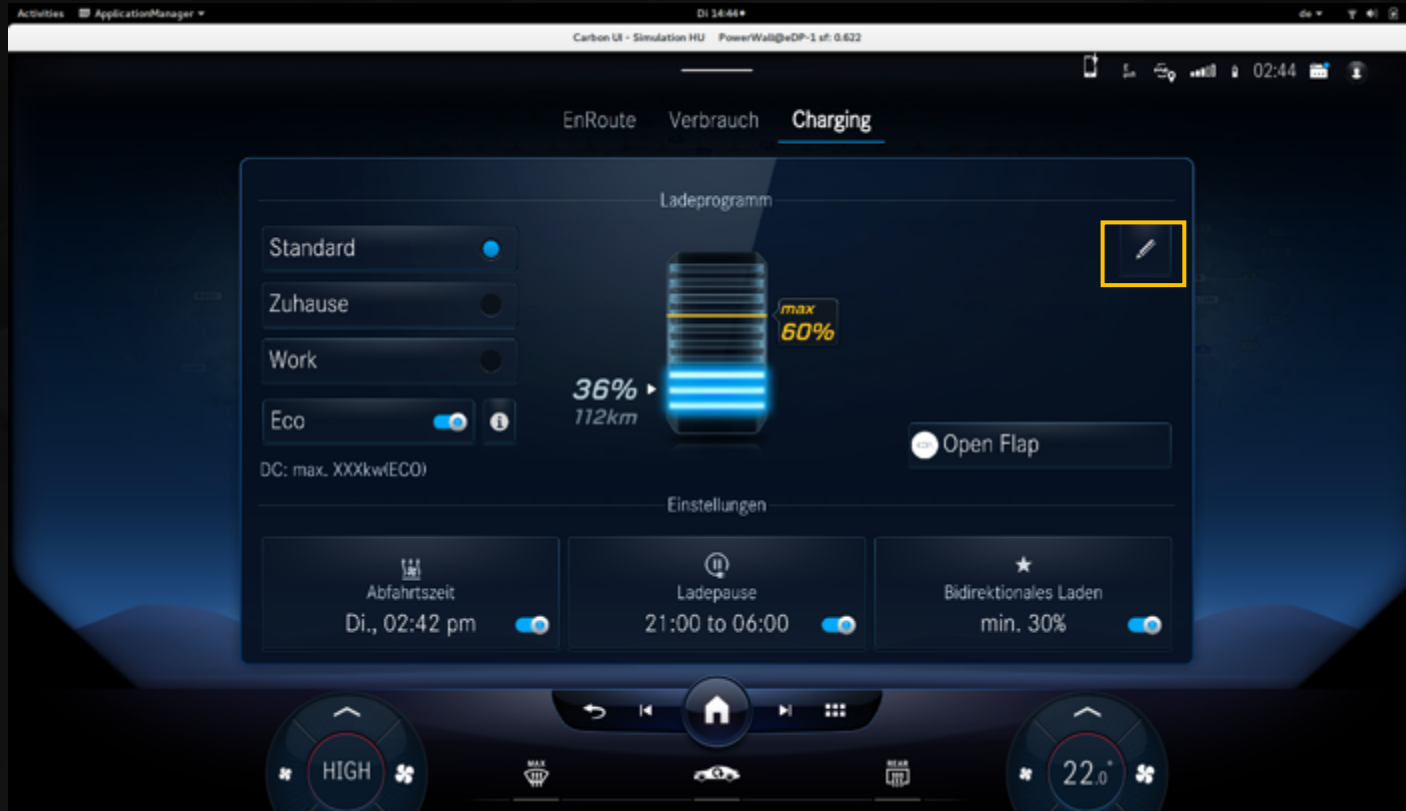 Activities ApplicationManager
Di 14:44
de
Carbon UI - Simulation HU PowerWall@eDP-1 sf: 0.622
02:44
EnRoute Verbrauch Charging
Ladeprogramm
Standard
Zuhause
Work
Eco
DC: max. XXXkw(ECO)
max
60%
36%
112km
Open Flap
Einstellungen
Abfahrtszeit
Di., 02:42 pm
Ladepause
21:00 to 06:00
Bidirektionales Laden
min. 30%
HIGH
MAX
REAR
22.0°